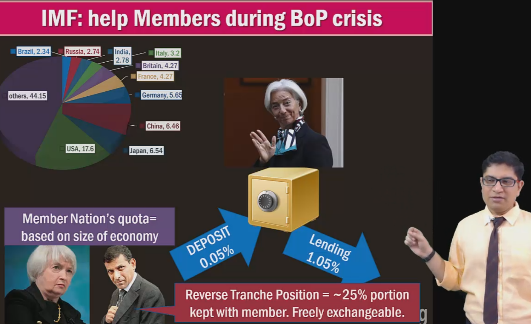 IMF: help Members during BoP crisis
Brazil, 2.34
Russia, 2.74
India, 2.78
Italy, 3.2
Britain, 4.27
France, 4.27
Germany, 5.65
China, 6.46
Japan, 6.54
USA, 17.6
others, 44.15
Member Nation's quota=
based on size of economy
DEPOSIT
0.05%
Lending
1.05%
Reverse Tranche Position = ~25% portion
kept with member. Freely exchangeable.